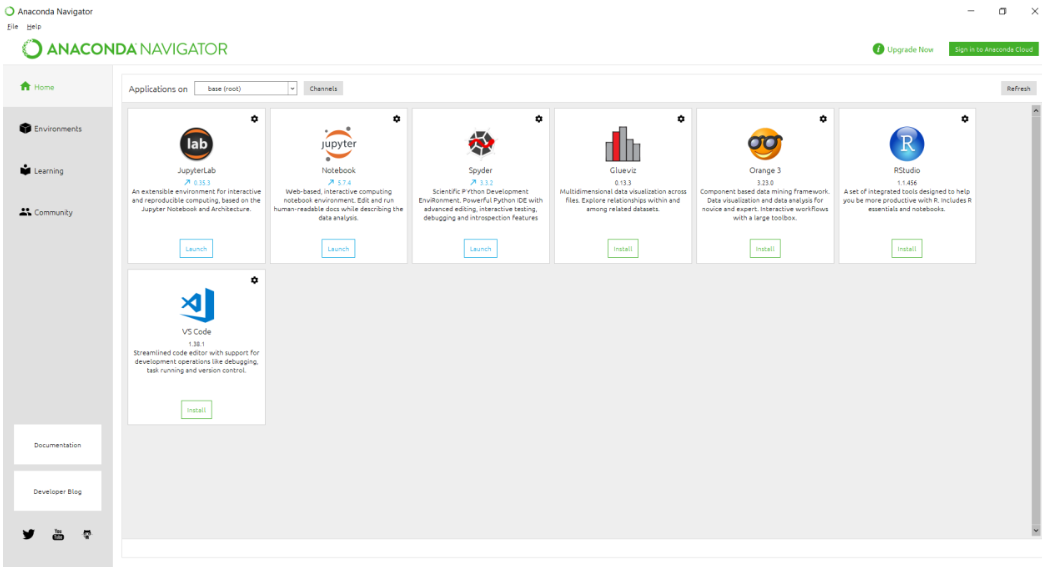 Anaconda Navigator
File Help
ANACONDA NAVIGATOR
Upgrade Now
Sign in to Anaconda Cloud
Home
Environments
Learning
Community
Documentation
Developer Blog
You
Tube
Applications on
base (root)
Channels
Refresh
lab
JupyterLab
0.35.3
An extensible environment for interactive
and reproducible computing, based on the
Jupyter Notebook and Architecture.
Launch
jupyter
Notebook
5.7.4
Web-based, interactive computing
notebook environment. Edit and run
human-readable docs while describing the
data analysis.
Launch
Spyder
3.3.2
Scientific PYthon Development
EnviRonment. Powerful Python IDE with
advanced editing, interactive testing,
debugging and introspection features
Launch
Glueviz
0.13.3
Multidimensional data visualization across
files. Explore relationships within and
among related datasets.
Install
Orange 3
3.23.0
Component based data mining framework.
Data visualization and data analysis for
novice and expert. Interactive workflows
with a large toolbox.
Install
R
RStudio
1.1.456
A set of integrated tools designed to help
you be more productive with R. Includes R
essentials and notebooks.
Install
VS Code
1.38.1
Streamlined code editor with support for
development operations like debugging,
task running and version control.
Install